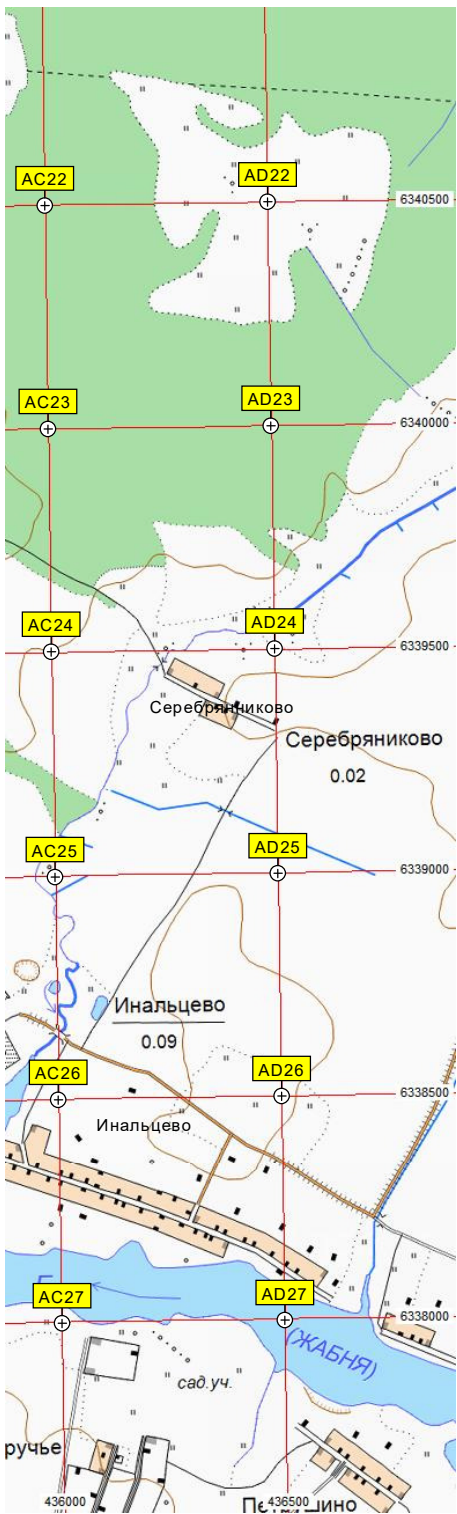 AC22 AD22
6340500
AC23 AD23
6340000
AC24 AD24
6339500
Серебрянчиково
Серебряниково
0.02
AC25 AD25
6339000
Инальцево
0.09
AC26 AD26
6338500
Инальцево
AC27 AD27
6338000
(ЖАБНЯ)
сад.уч.
ручье
436000 436500